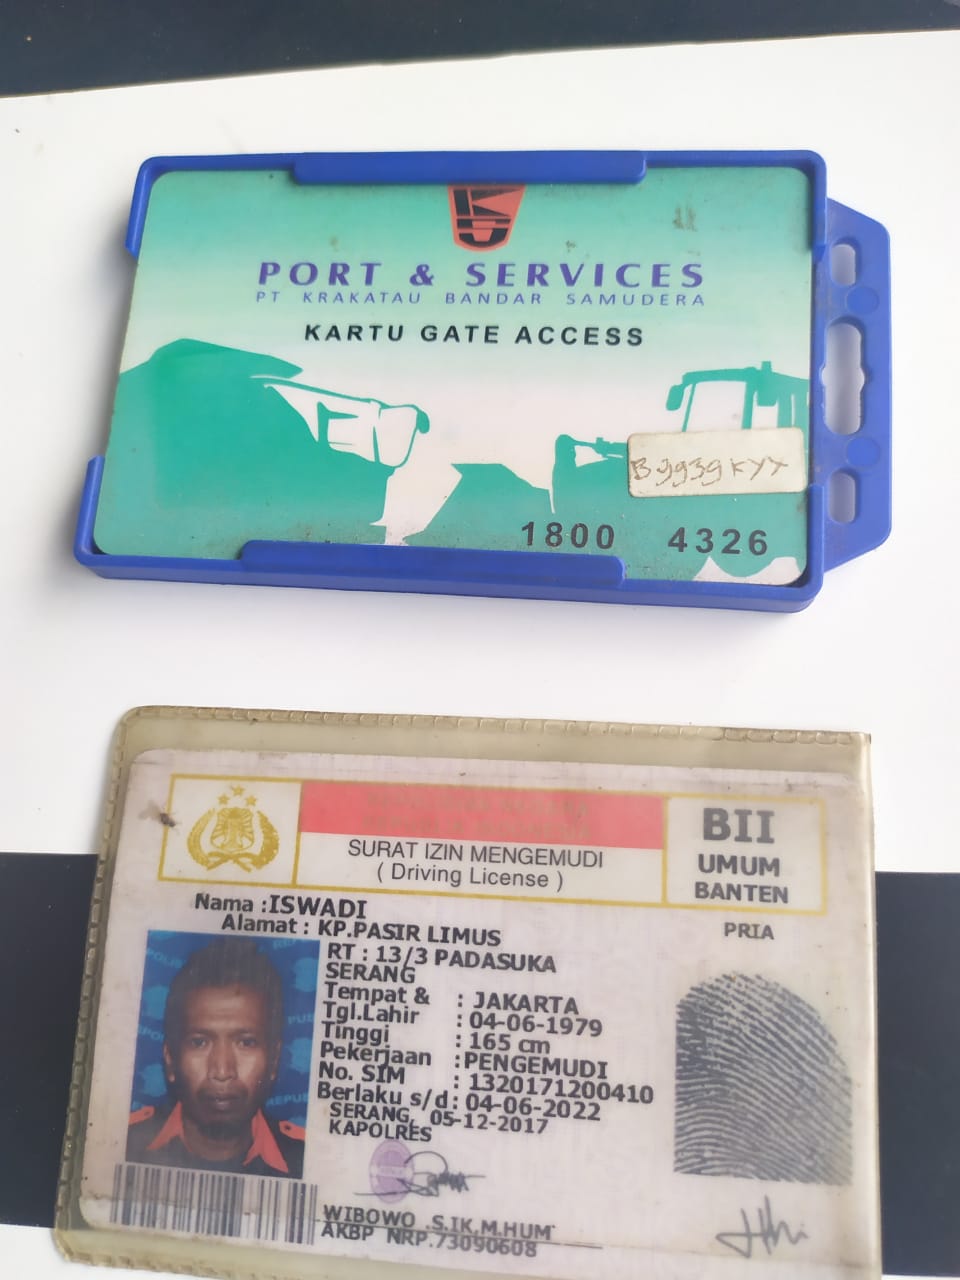 PORT & SERVICES
PT KRAKATAU BANDAR SAMUDERA
KARTU GATE ACCESS
B 9939 KYX
1800 4326
SURAT IZIN MENGEMUDI
( Driving License )
BII
UMUM
BANTEN
Nama : ISWADI
Alamat : KP.PASIR LIMUS
RT : 13/3 PADASUKA
SERANG
PRIA
Tempat & : JAKARTA
Tgl.Lahir : 04-06-1979
Tinggi : 165 cm
Pekerjaan : PENGEMUDI
No. SIM : 1320171200410
Berlaku s/d : 04-06-2022
SERANG, 05-12-2017
KAPOLRES
WIBOWO .S.IK,M.HUM
AKBP NRP.73090608